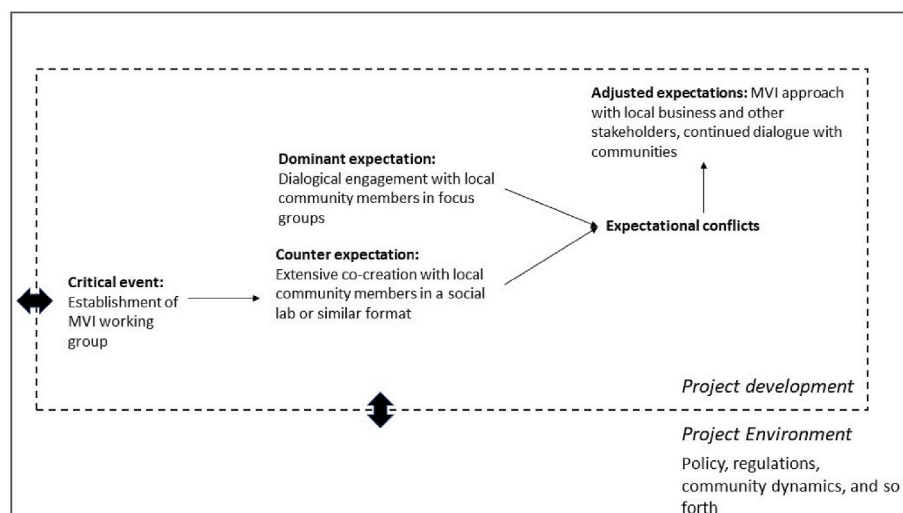 Adjusted expectations: MVI approach
with local business and other
stakeholders, continued dialogue with
communities
Dominant expectation:
Dialogical engagement with local
community members in focus
groups
Expectational conflicts
Counter expectation:
Extensive co-creation with local
community members in a social
lab or similar format
Critical event:
Establishment of
MVI working
group
Project development
Project Environment
Policy, regulations,
community dynamics, and so
forth